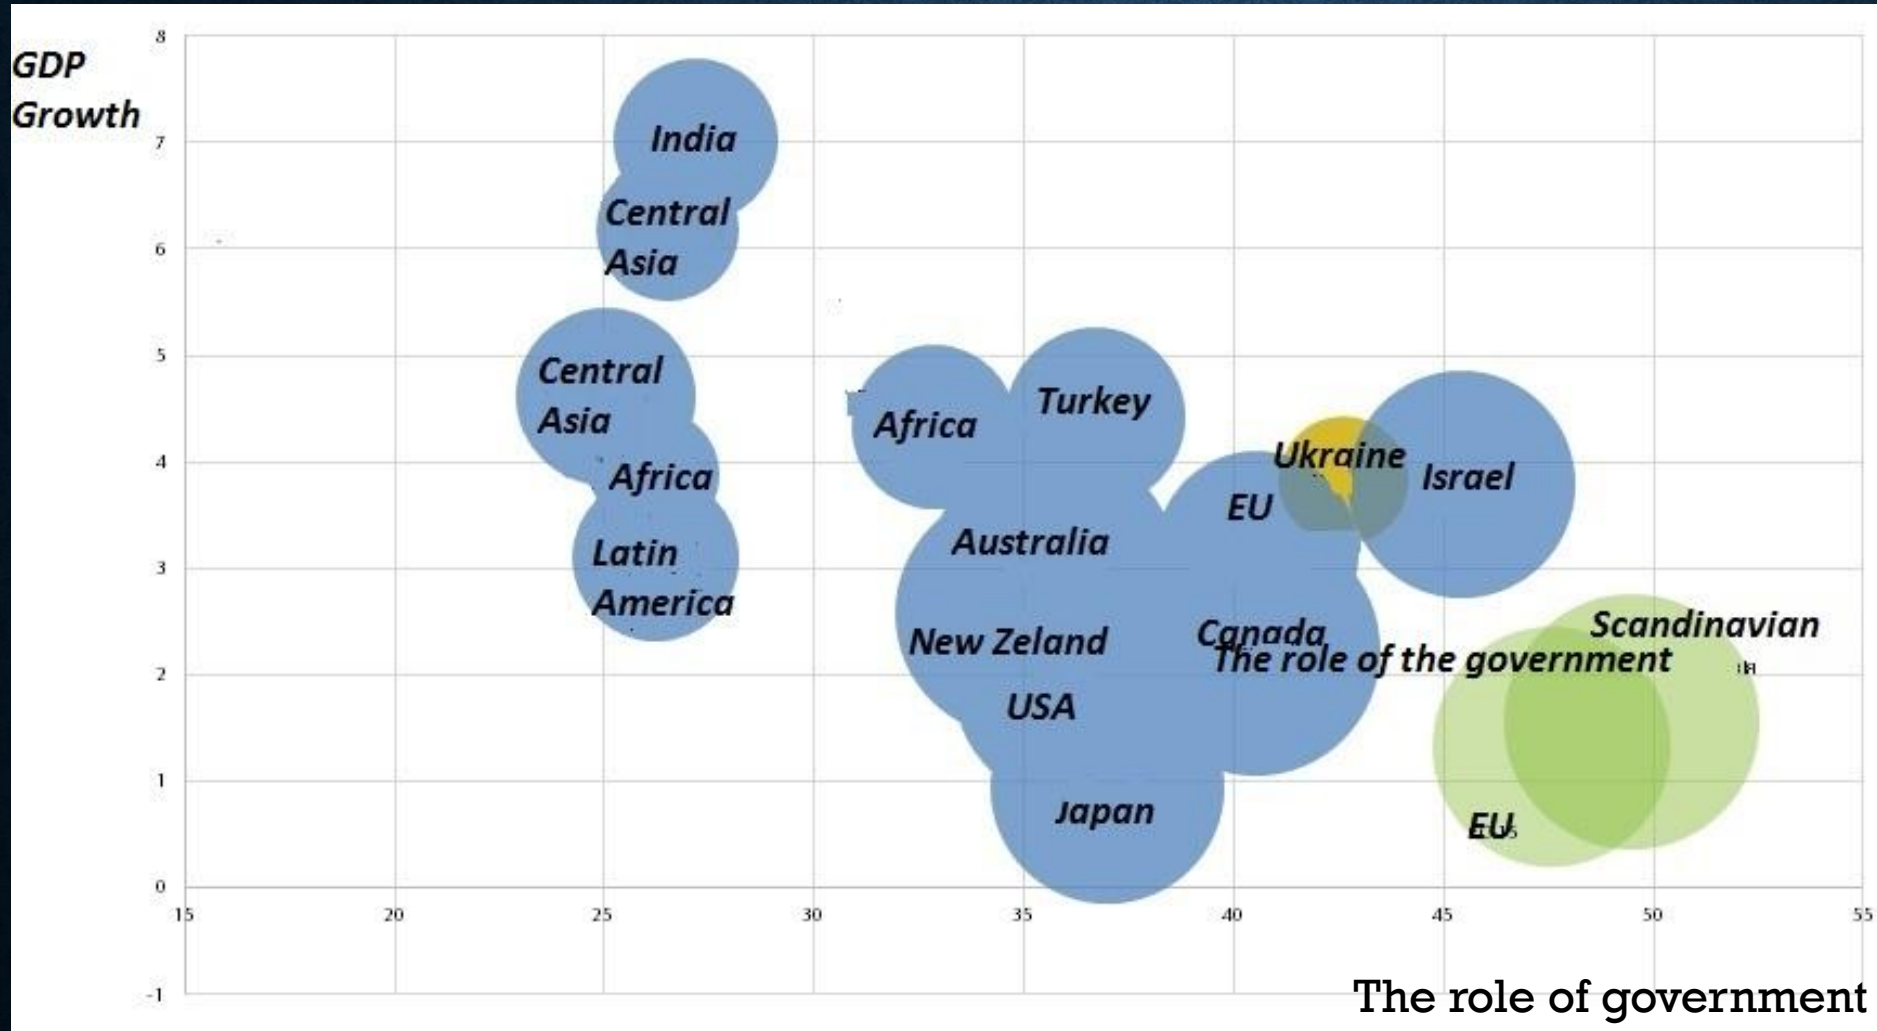 GDP
Growth
8
7
6
5
4
3
2
1
0
-1
India
Central
Asia
Central
Asia
Africa
Latin
America
Africa
Turkey
Ukraine
Israel
EU
Australia
New Zeland
Canada
The role of the government
USA
Japan
Scandinavian
EU
15 20 25 30 35 40 45 50 55
The role of government